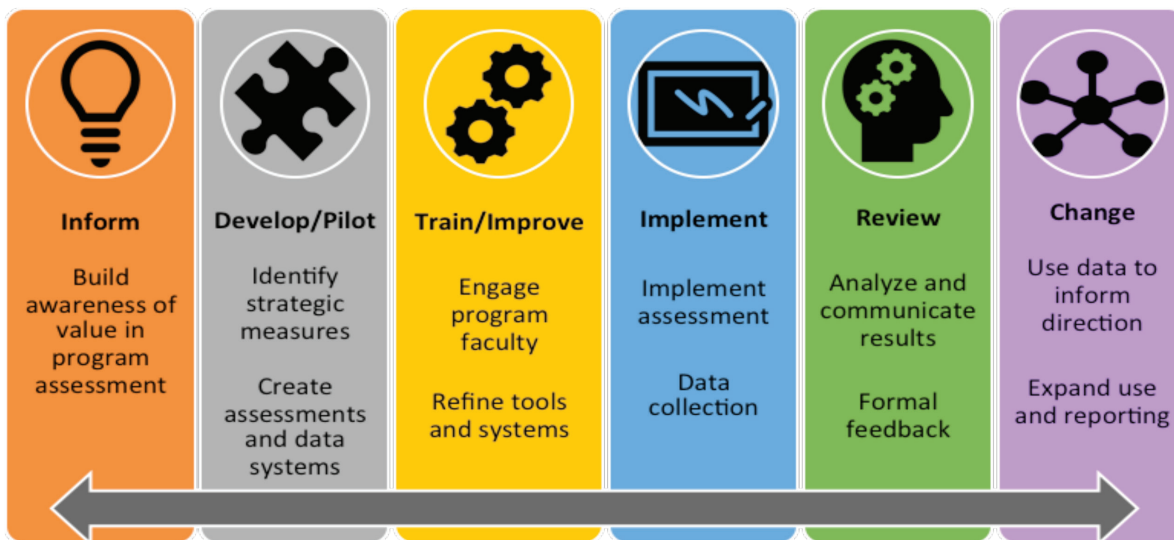 Inform
Build
awareness of
value in
program
assessment
Develop/Pilot
Identify
strategic
measures
Create
assessments
and data
systems
Train/Improve
Engage
program
faculty
Refine tools
and systems
Implement
Implement
assessment
Data
collection
Review
Analyze and
communicate
results
Formal
feedback
Change
Use data to
inform
direction
Expand use
and reporting